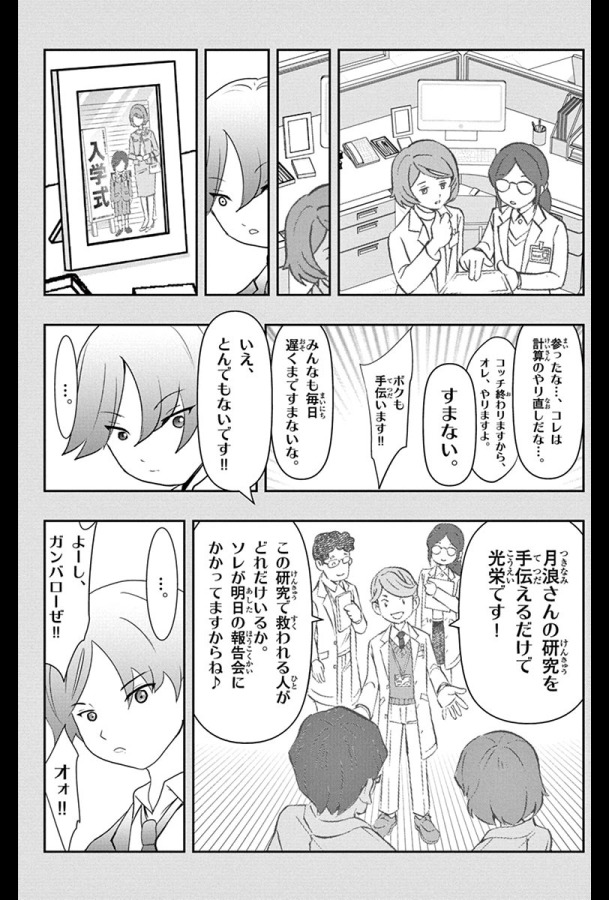 入学式
参ったな…、コレは
計算のやり直しだな…。
コッチ終わりますから、
オレ、やりますよ。
すまない。
ボクも
手伝います!!
みんなも毎日
遅くまですまないな。
いえ、
とんでもないです!!
…。
月浪さんの研究を
手伝えるだけで
光栄です！
この研究で救われる人が
どれだけいるか。
ソレが明日の報告会に
かかってますからね♪
…。
よーし、
ガンバローぜ!!
オォ!!